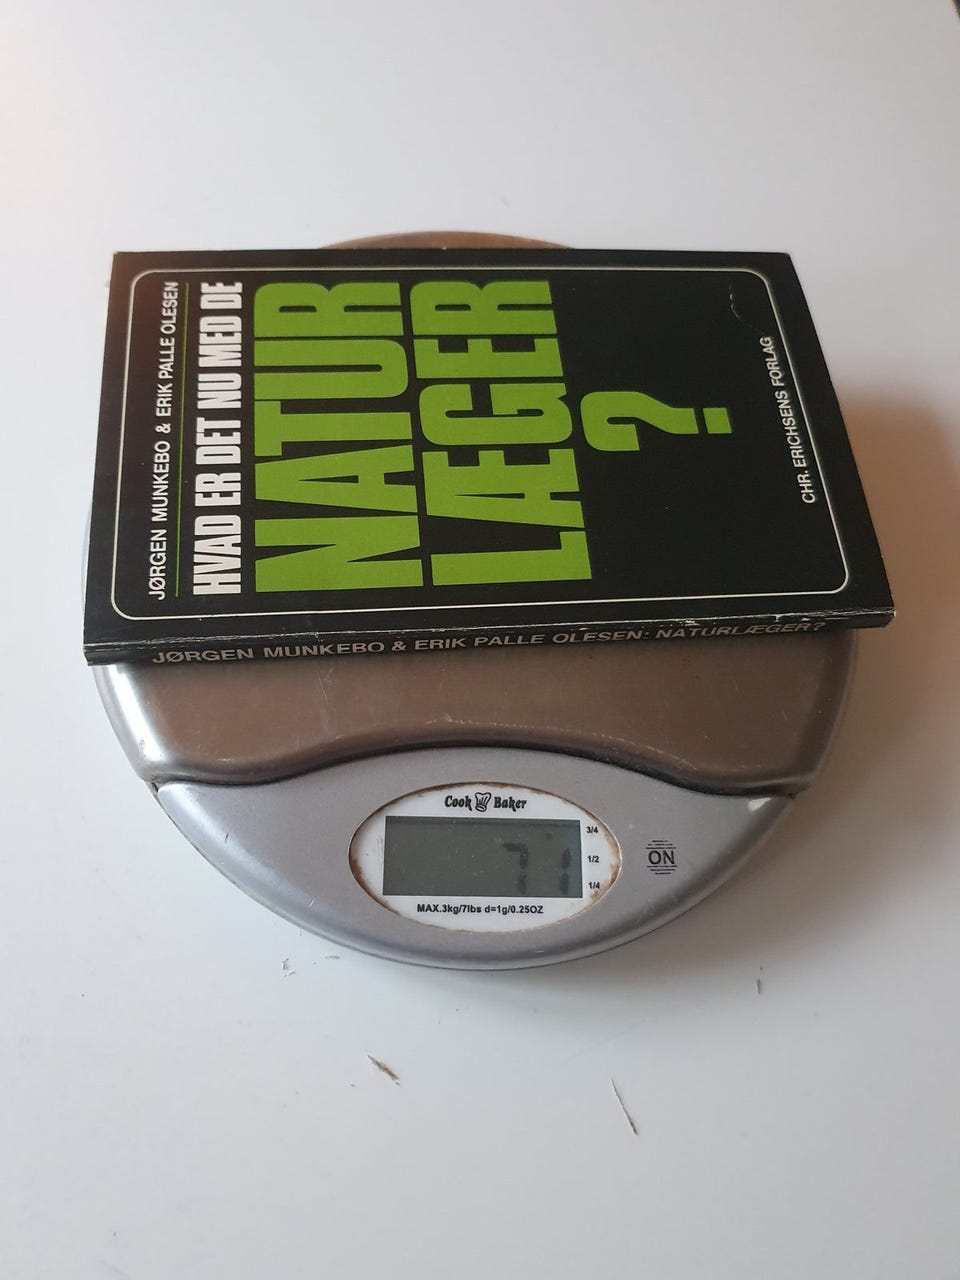 JØRGEN MUNKEBO & ERIK PALLE OLESEN
HVAD ER DET NU MED DE
NATUR
LÆGER
?
CHR. ERICHSENS FORLAG
JØRGEN MUNKEBO & ERIK PALLE OLESEN: NATURLÆGER?
Cook Baker
71
3/4
1/2
1/4
ON
MAX.3kg/7lbs d=1g/0.25OZ